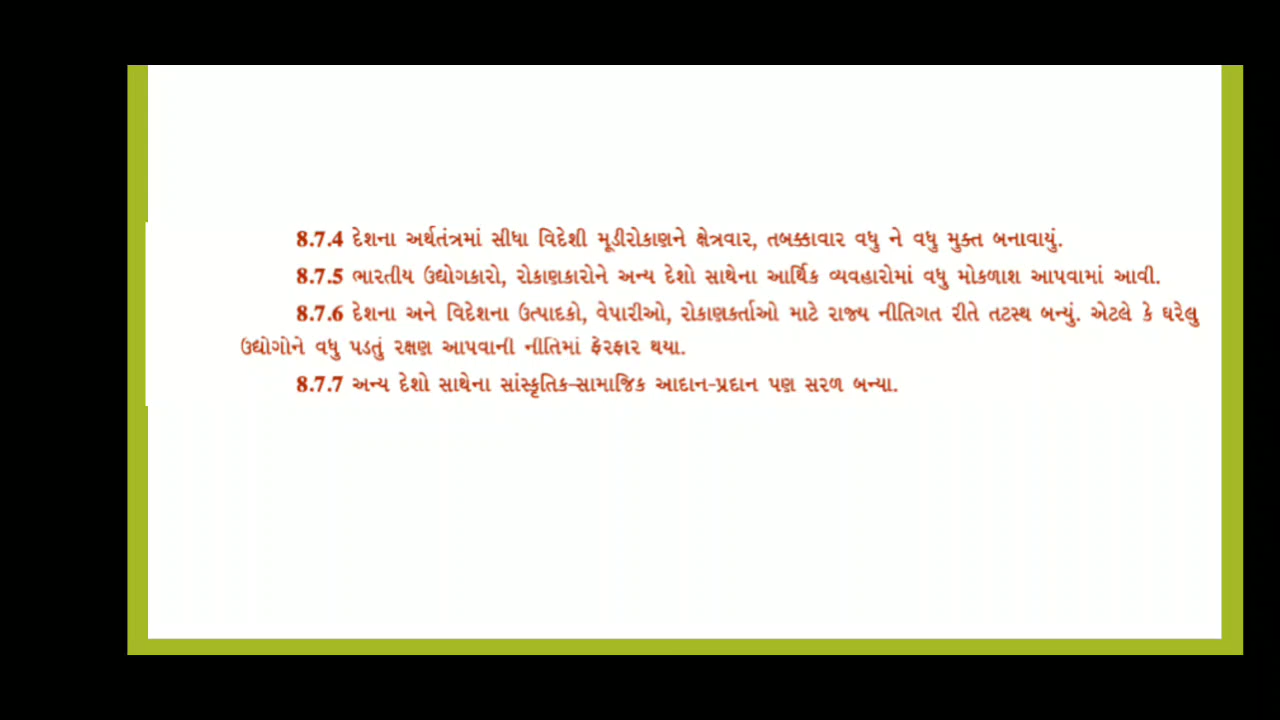 8.7.4 દેશના અર્થતંત્રમાં સીધા વિદેશી મૂડીરોકાણને ક્ષેત્રવાર, તબક્કાવાર વધુ ને વધુ મુક્ત બનાવાયું.
8.7.5 ભારતીય ઉદ્યોગકારો, રોકાણકારોને અન્ય દેશો સાથેના આર્થિક વ્યવહારોમાં વધુ મોકળાશ આપવામાં આવી.
8.7.6 દેશના અને વિદેશના ઉત્પાદકો, વેપારીઓ, રોકાણકર્તાઓ માટે રાજ્ય નીતિગત રીતે તટસ્થ બન્યું. એટલે કે ઘરેલુ
ઉદ્યોગોને વધુ પડતું રક્ષણ આપવાની નીતિમાં ફેરફાર થયા.
8.7.7 અન્ય દેશો સાથેના સાંસ્કૃતિક-સામાજિક આદાન-પ્રદાન પણ સરળ બન્યા.